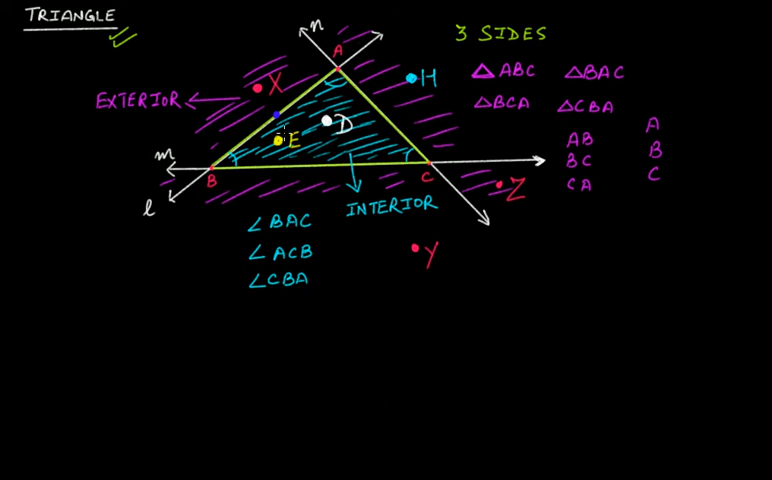 TRIANGLE
n
A
3 SIDES
X
H
△ABC △BAC
EXTERIOR
△BCA △CBA
D
E
AB A
BC B
CA C
m
B
C
l
INTERIOR
Z
∠BAC
∠ACB
∠CBA
Y